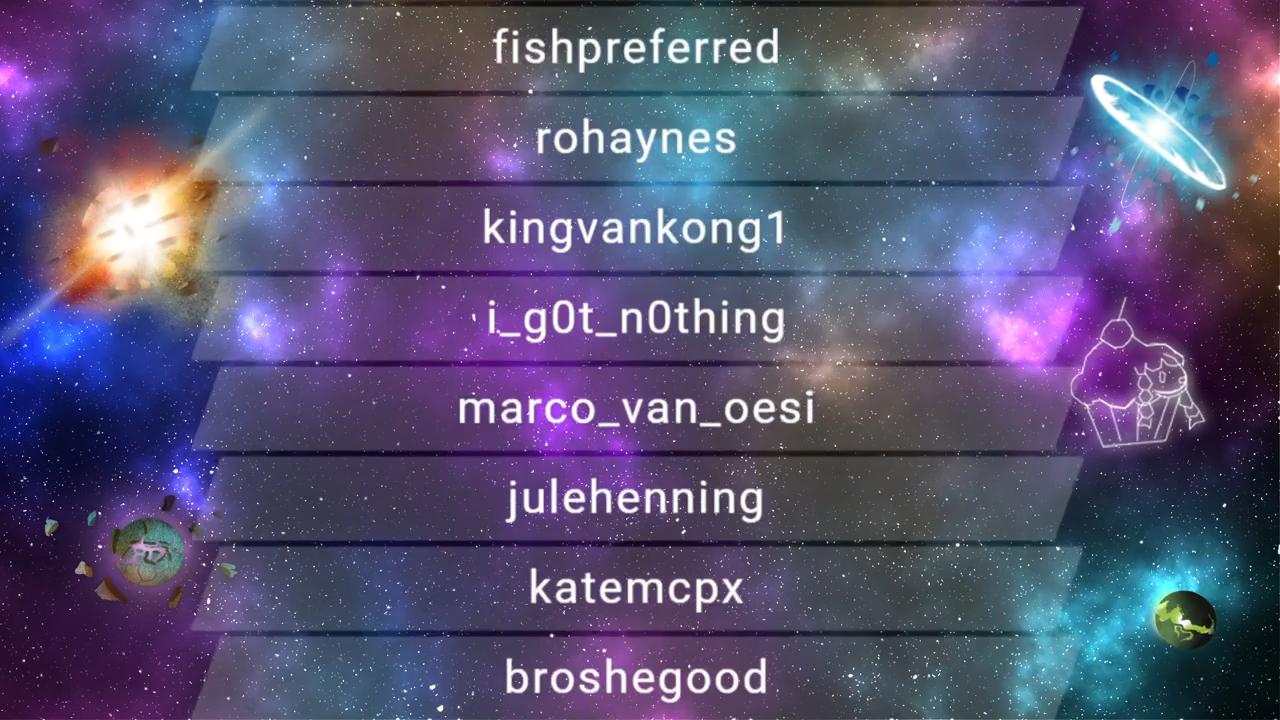 fishpreferred
rohaynes
kingvankong1
i_g0t_n0thing
marco_van_oesi
julehenning
katemcpx
broshegood